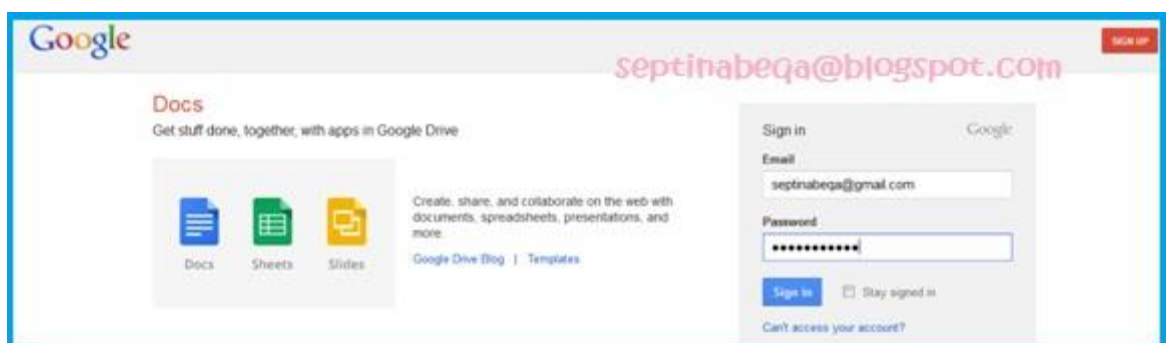 Google
SIGN UP
septinabeqa@blogspot.com
Docs
Get stuff done, together, with apps in Google Drive
Docs
Sheets
Slides
Create, share, and collaborate on the web with
documents, spreadsheets, presentations, and
more.
Google Drive Blog | Templates
Sign in
Google
Email
septinabeqa@gmail.com
Password
•••••••••••
Sign in
Stay signed in
Can't access your account?